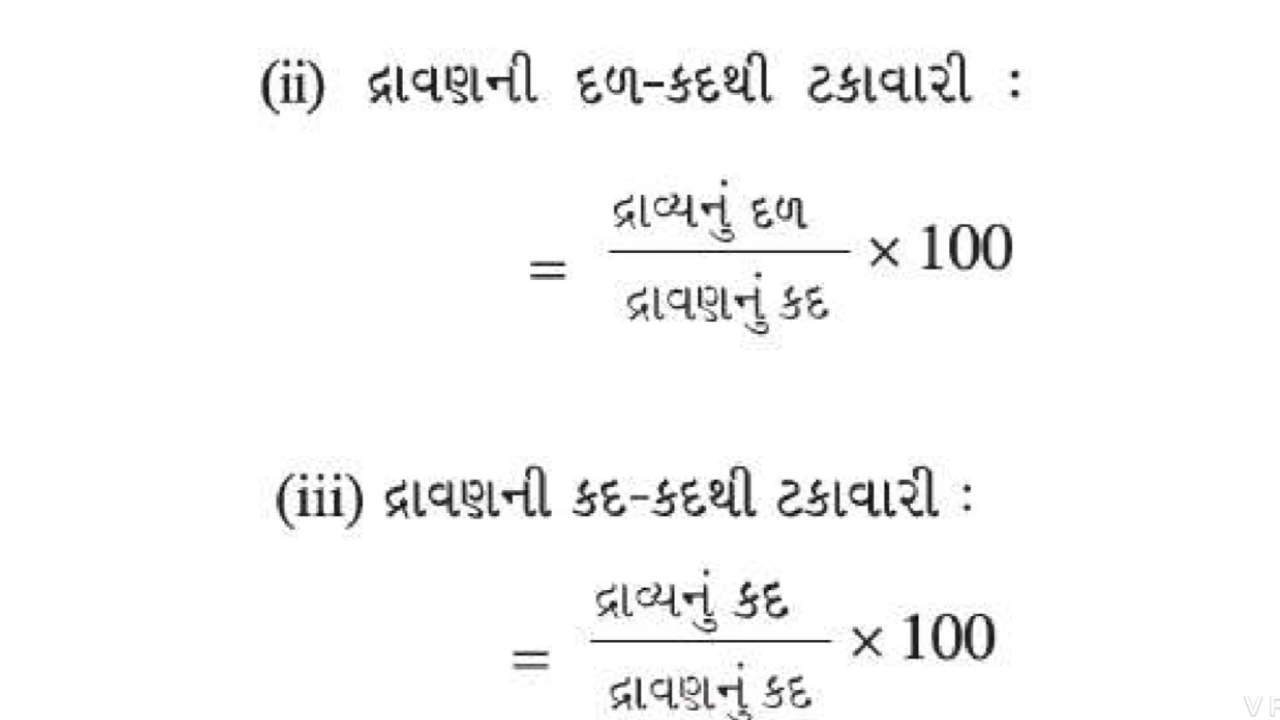 (ii) દ્રાવણની દળ-કદથી ટકાવારી :
= દ્રાવ્યનું દળ / દ્રાવણનું કદ × 100
(iii) દ્રાવણની કદ-કદથી ટકાવારી :
= દ્રાવ્યનું કદ / દ્રાવણનું કદ × 100